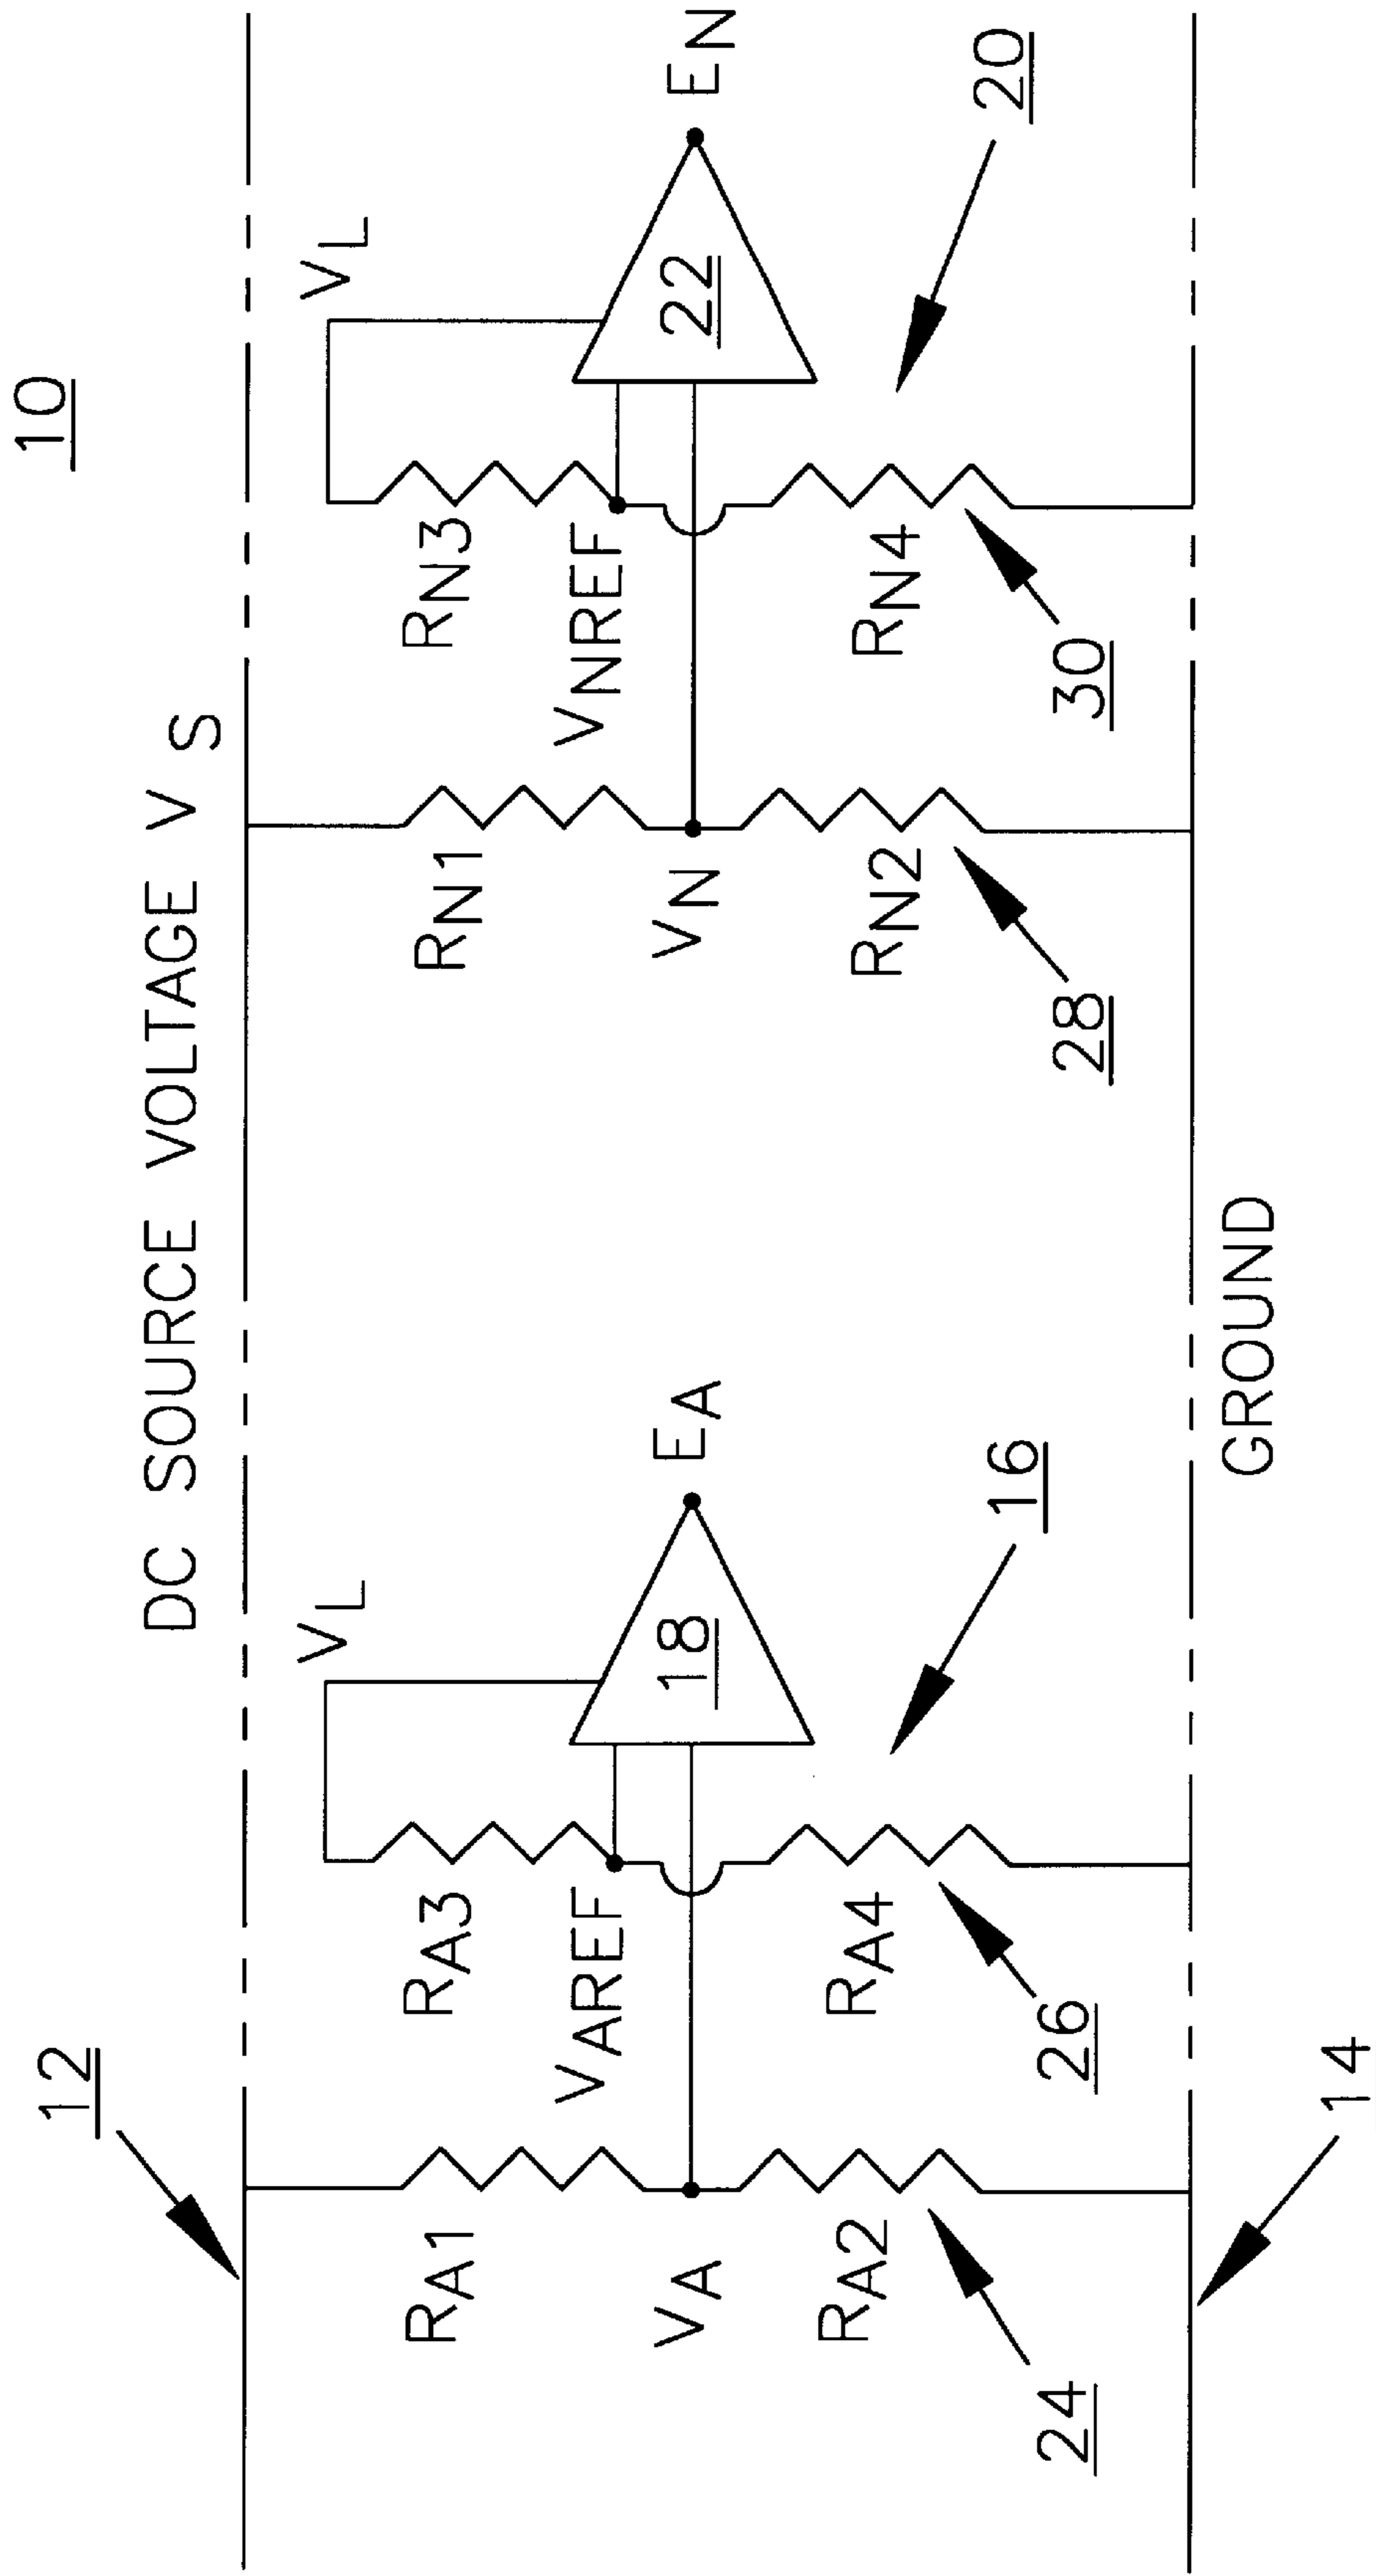 10
DC SOURCE VOLTAGE VS
12
VL
VL
RA1
RA3
RN1
RN3
VAREF
VNREF
VA
18
EA
VN
22
EN
RA2
RA4
RN2
RN4
24
26
16
28
30
20
GROUND
14